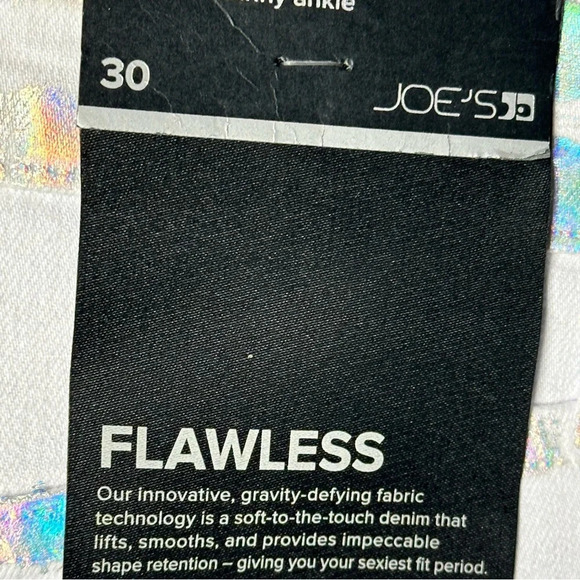 ankle
30
JOE'S
FLAWLESS
Our innovative, gravity-defying fabric
technology is a soft-to-the-touch denim that
lifts, smooths, and provides impeccable
shape retention – giving you your sexiest fit period.